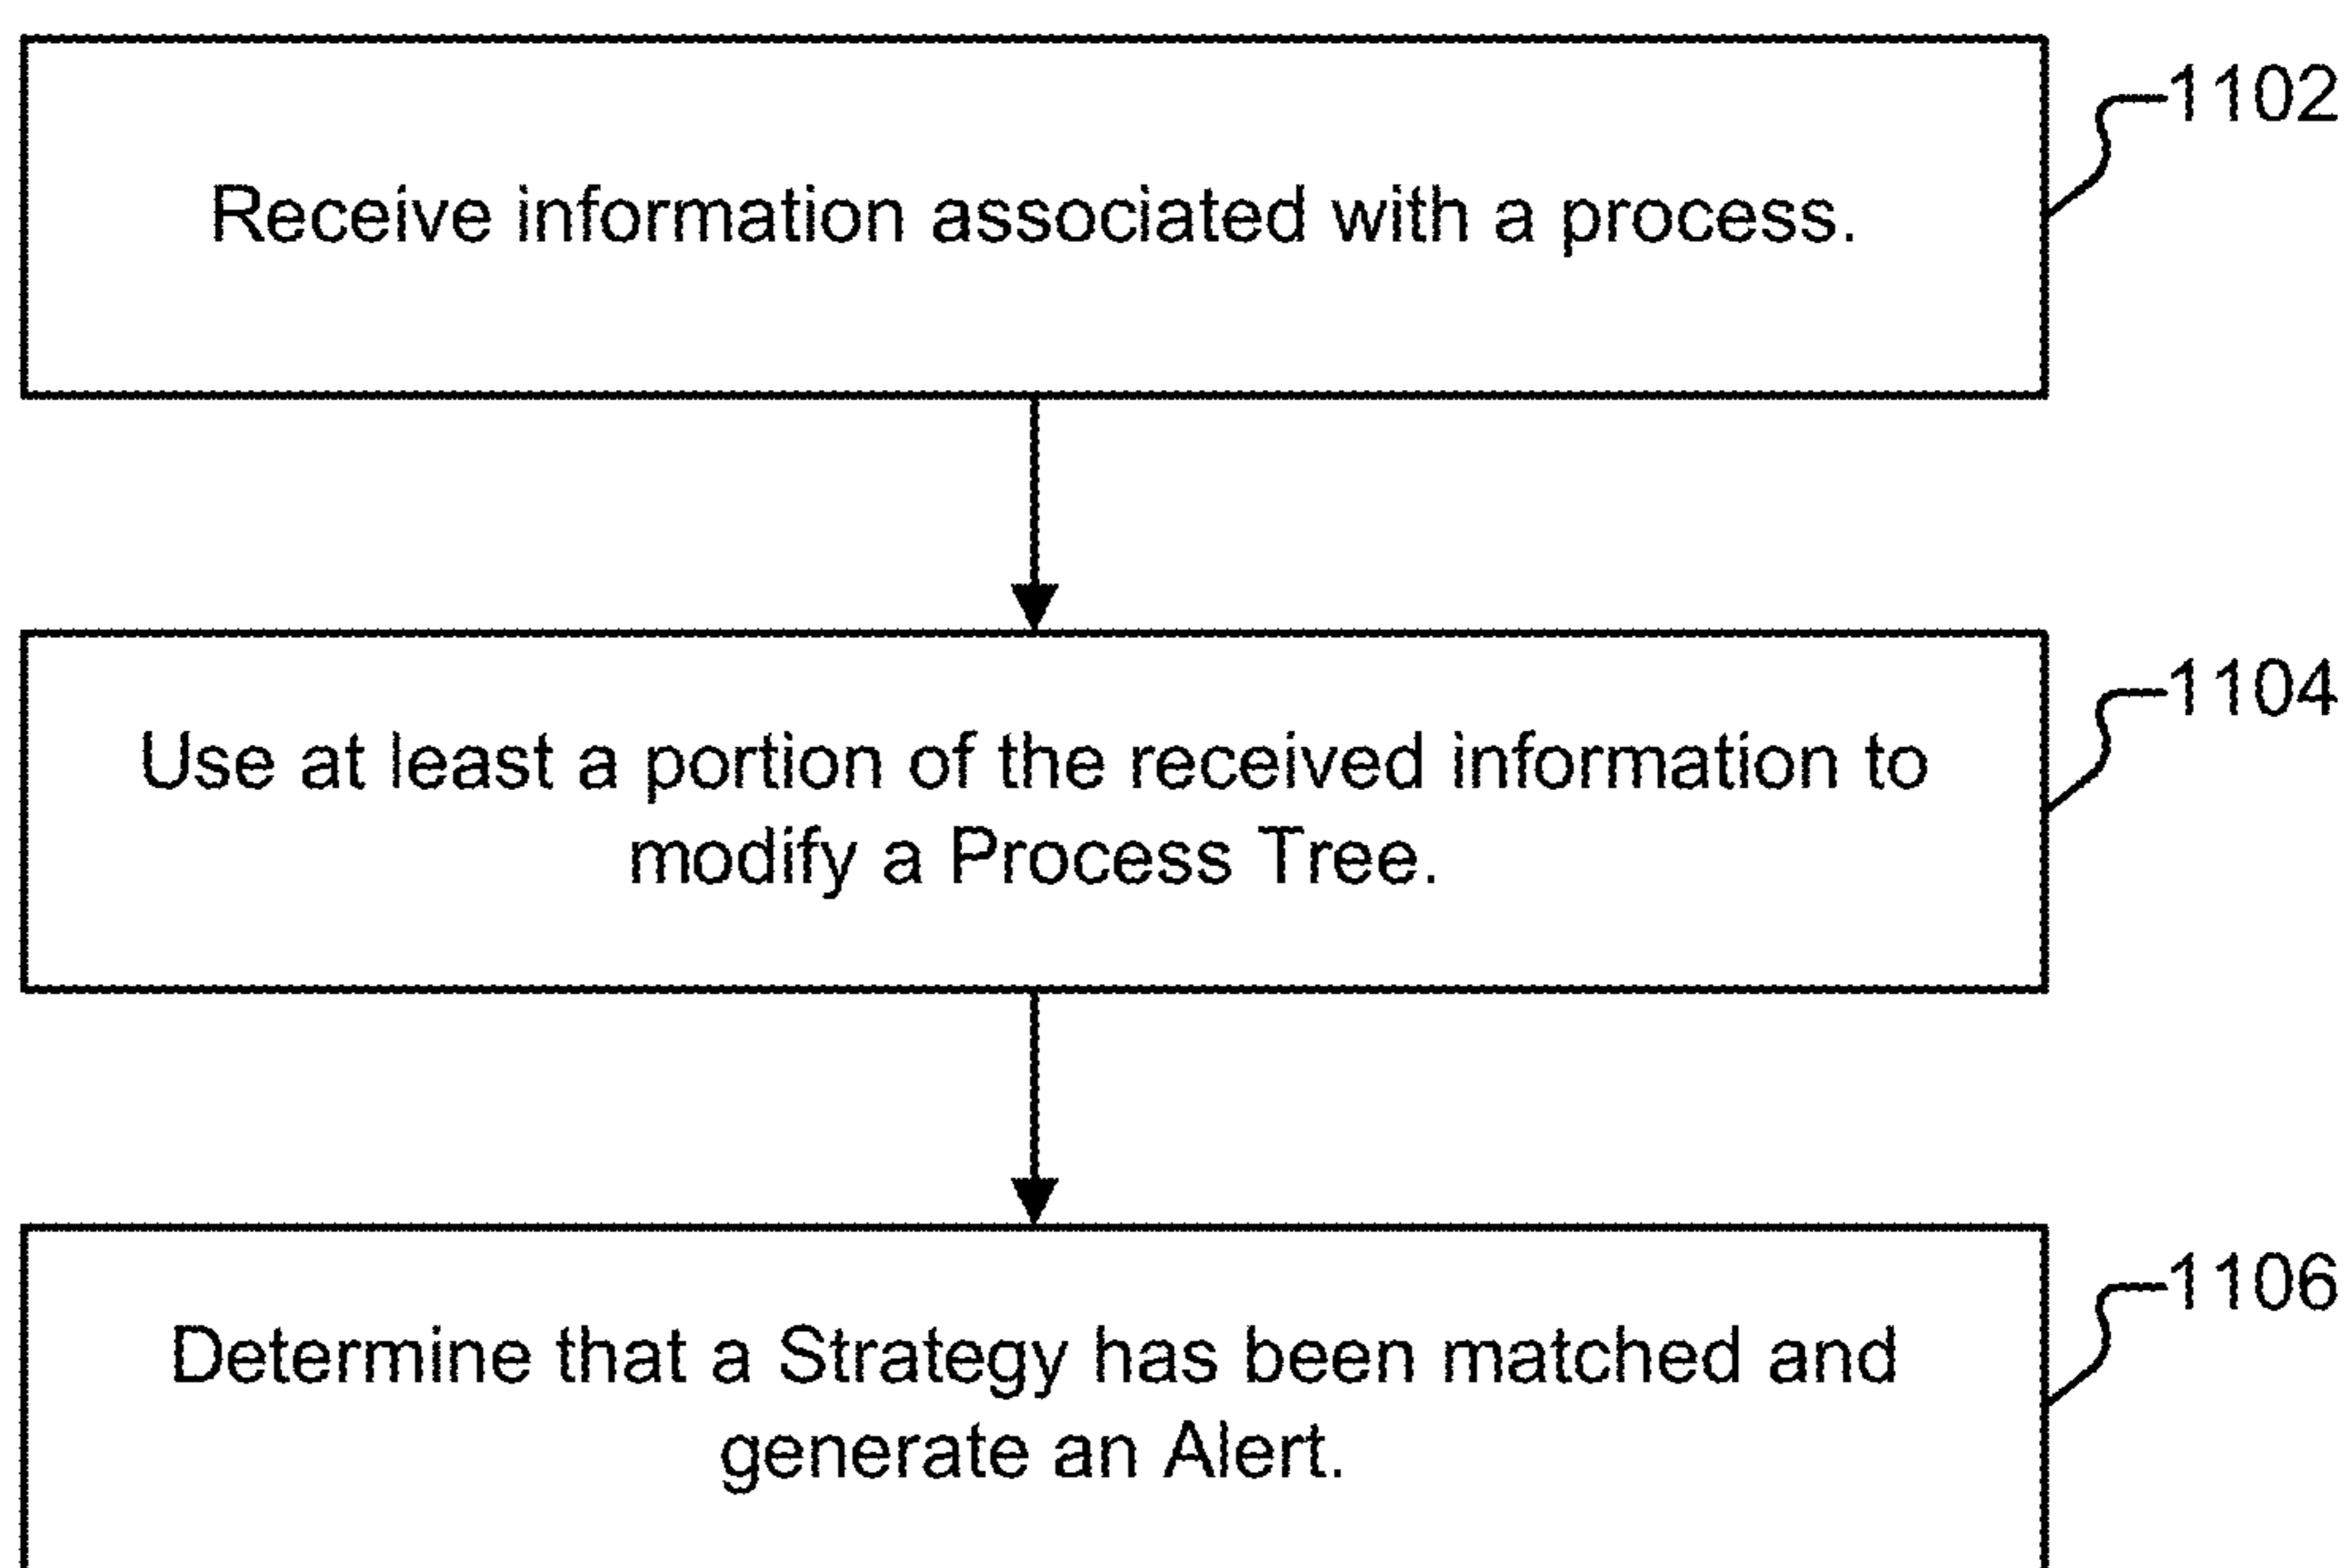 1102
Receive information associated with a process.
1104
Use at least a portion of the received information to
modify a Process Tree.
1106
Determine that a Strategy has been matched and
generate an Alert.